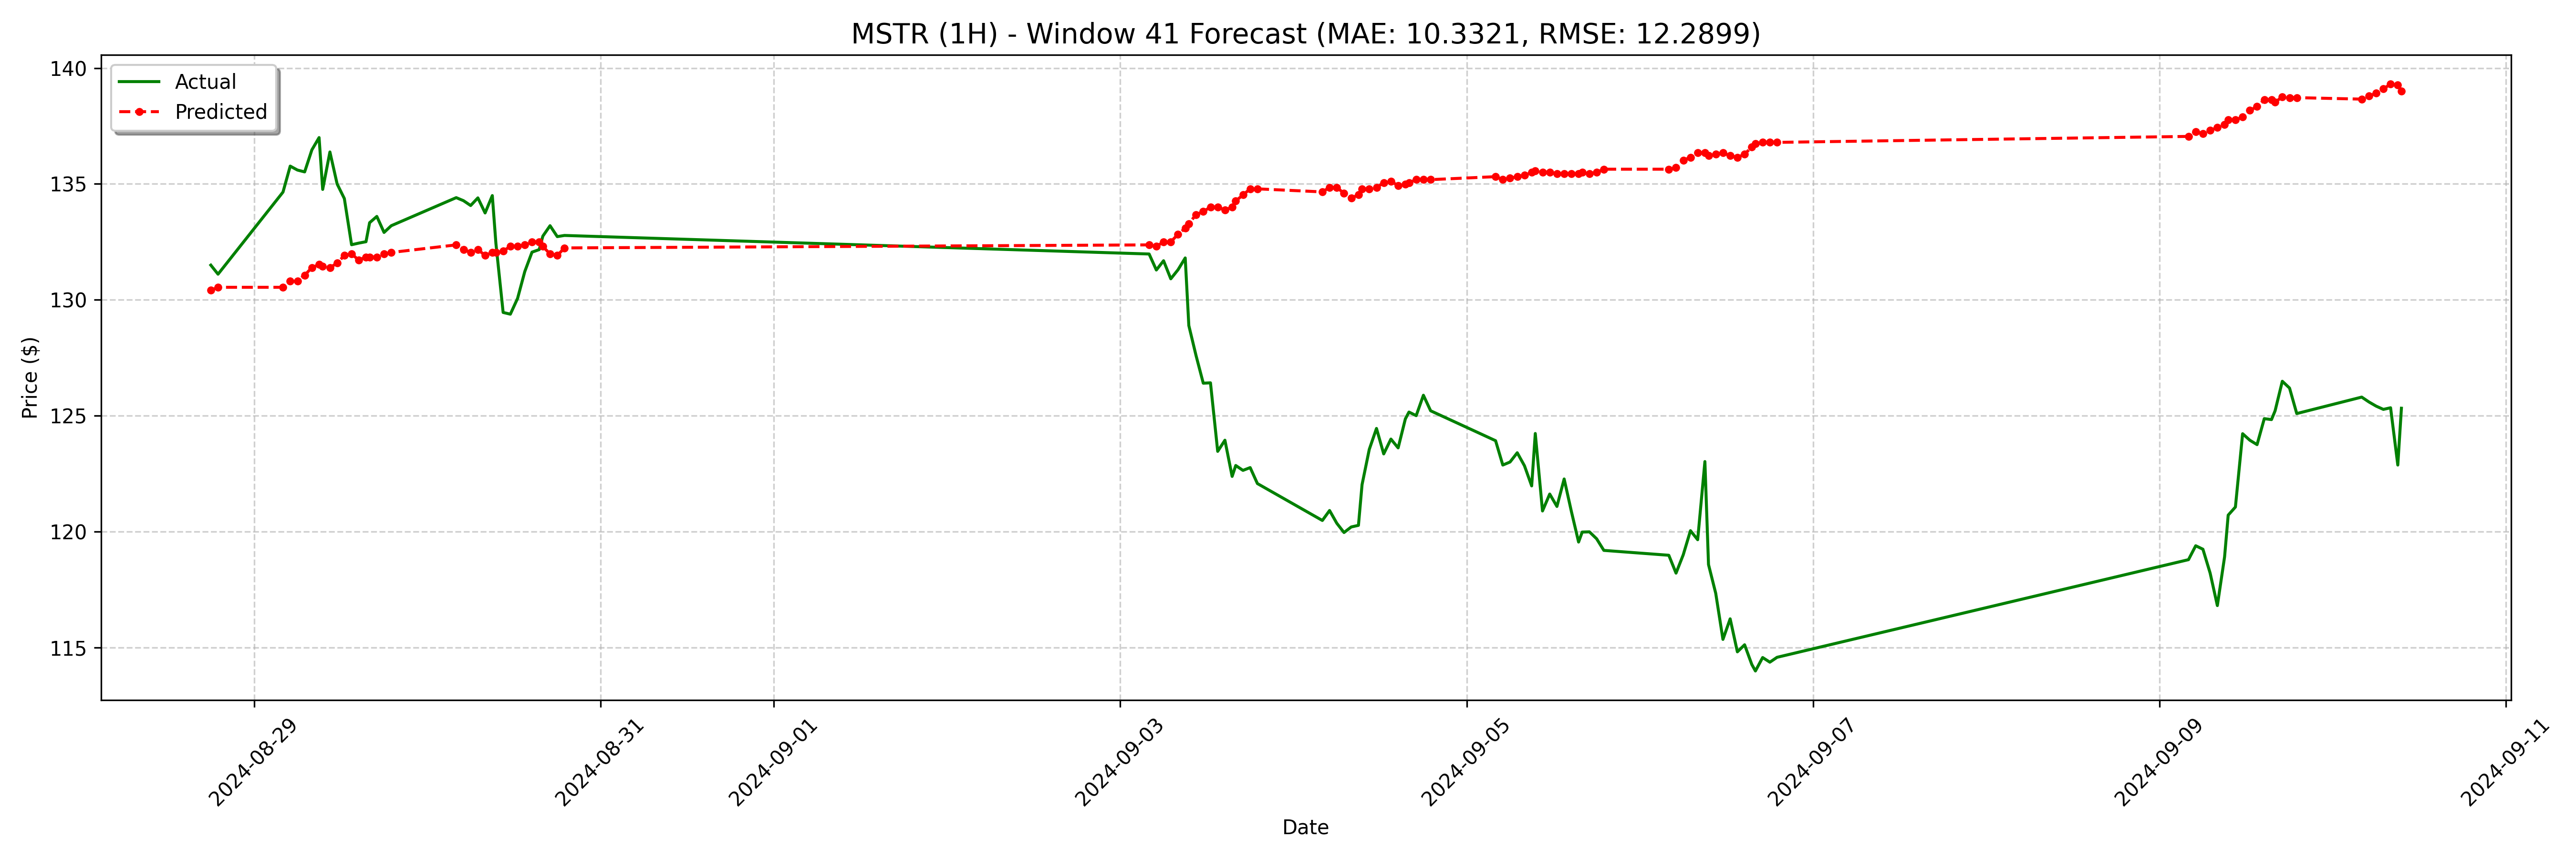 MSTR (1H) - Window 41 Forecast (MAE: 10.3321, RMSE: 12.2899)
Actual
Predicted
Price ($)
140
135
130
125
120
115
2024-08-29
2024-08-31
2024-09-01
2024-09-03
2024-09-05
2024-09-07
2024-09-09
2024-09-11
Date